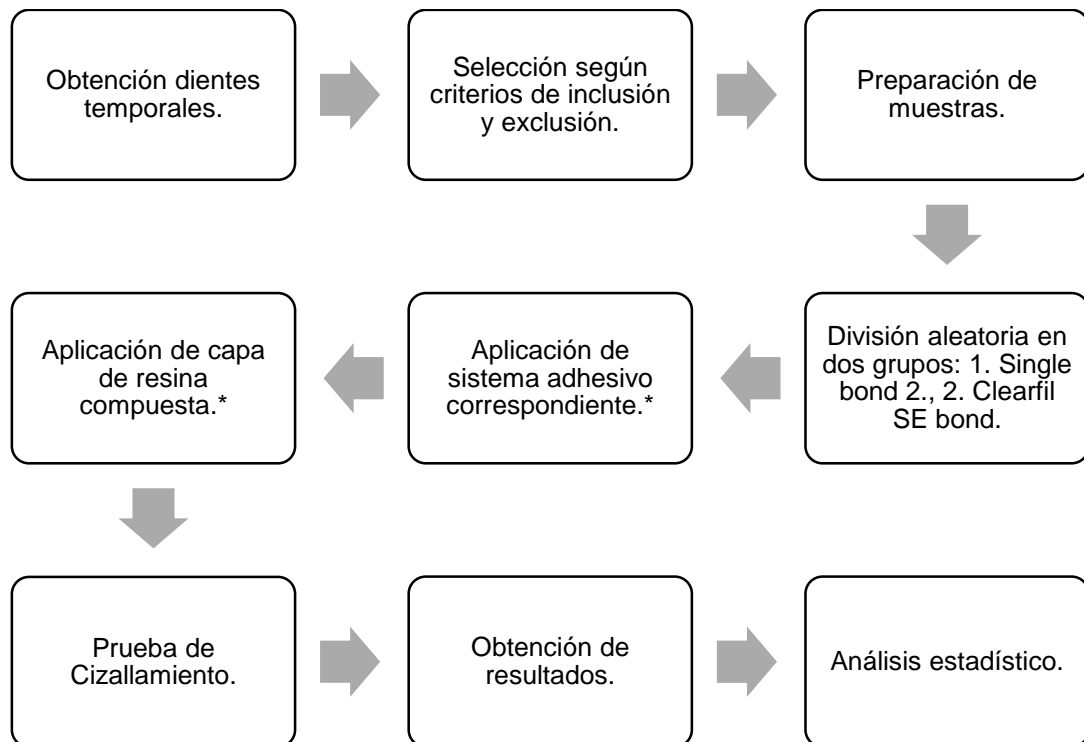 Obtención dientes
temporales.
Selección según
criterios de inclusión
y exclusión.
Preparación de
muestras.
División aleatoria en
dos grupos: 1. Single
bond 2., 2. Clearfil
SE bond.
Aplicación de
sistema adhesivo
correspondiente.*
Aplicación de capa
de resina
compuesta.*
Prueba de
Cizallamiento.
Obtención de
resultados.
Análisis estadístico.